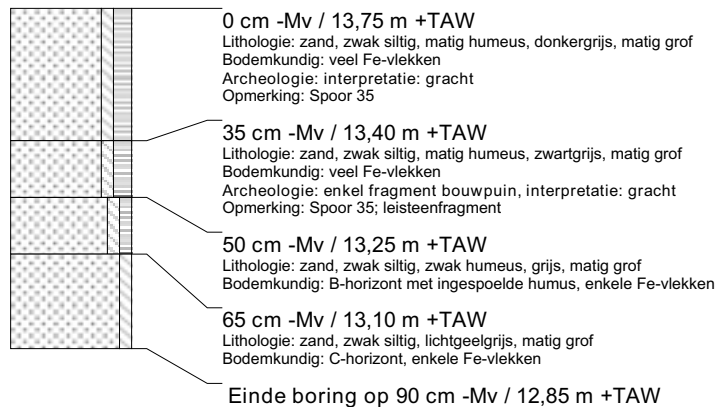 0 cm -Mv / 13,75 m +TAW
Lithologie: zand, zwak siltig, matig humeus, donkergrijs, matig grof
Bodemkundig: veel Fe-vlekken
Archeologie: interpretatie: gracht
Opmerking: Spoor 35
35 cm -Mv / 13,40 m +TAW
Lithologie: zand, zwak siltig, matig humeus, zwartgrijs, matig grof
Bodemkundig: veel Fe-vlekken
Archeologie: enkel fragment bouwpuin, interpretatie: gracht
Opmerking: Spoor 35; leisteenfragment
50 cm -Mv / 13,25 m +TAW
Lithologie: zand, zwak siltig, zwak humeus, grijs, matig grof
Bodemkundig: B-horizont met ingespoelde humus, enkele Fe-vlekken
65 cm -Mv / 13,10 m +TAW
Lithologie: zand, zwak siltig, lichtgeelgrijs, matig grof
Bodemkundig: C-horizont, enkele Fe-vlekken
Einde boring op 90 cm -Mv / 12,85 m +TAW